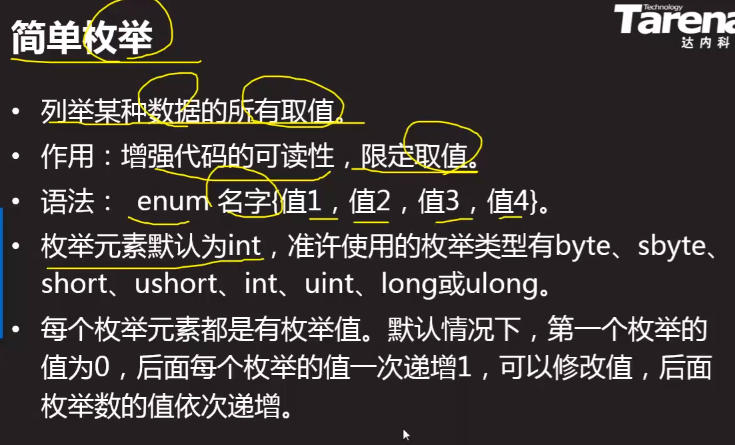 简单枚举
Technology
Tarena
达内科
• 列举某种数据的所有取值。
• 作用：增强代码的可读性，限定取值。
• 语法： enum 名字{值1，值2，值3，值4}。
• 枚举元素默认为int，准许使用的枚举类型有byte、sbyte、
short、ushort、int、uint、long或ulong。
• 每个枚举元素都是有枚举值。默认情况下，第一个枚举的
值为0，后面每个枚举的值一次递增1，可以修改值，后面
枚举数的值依次递增。